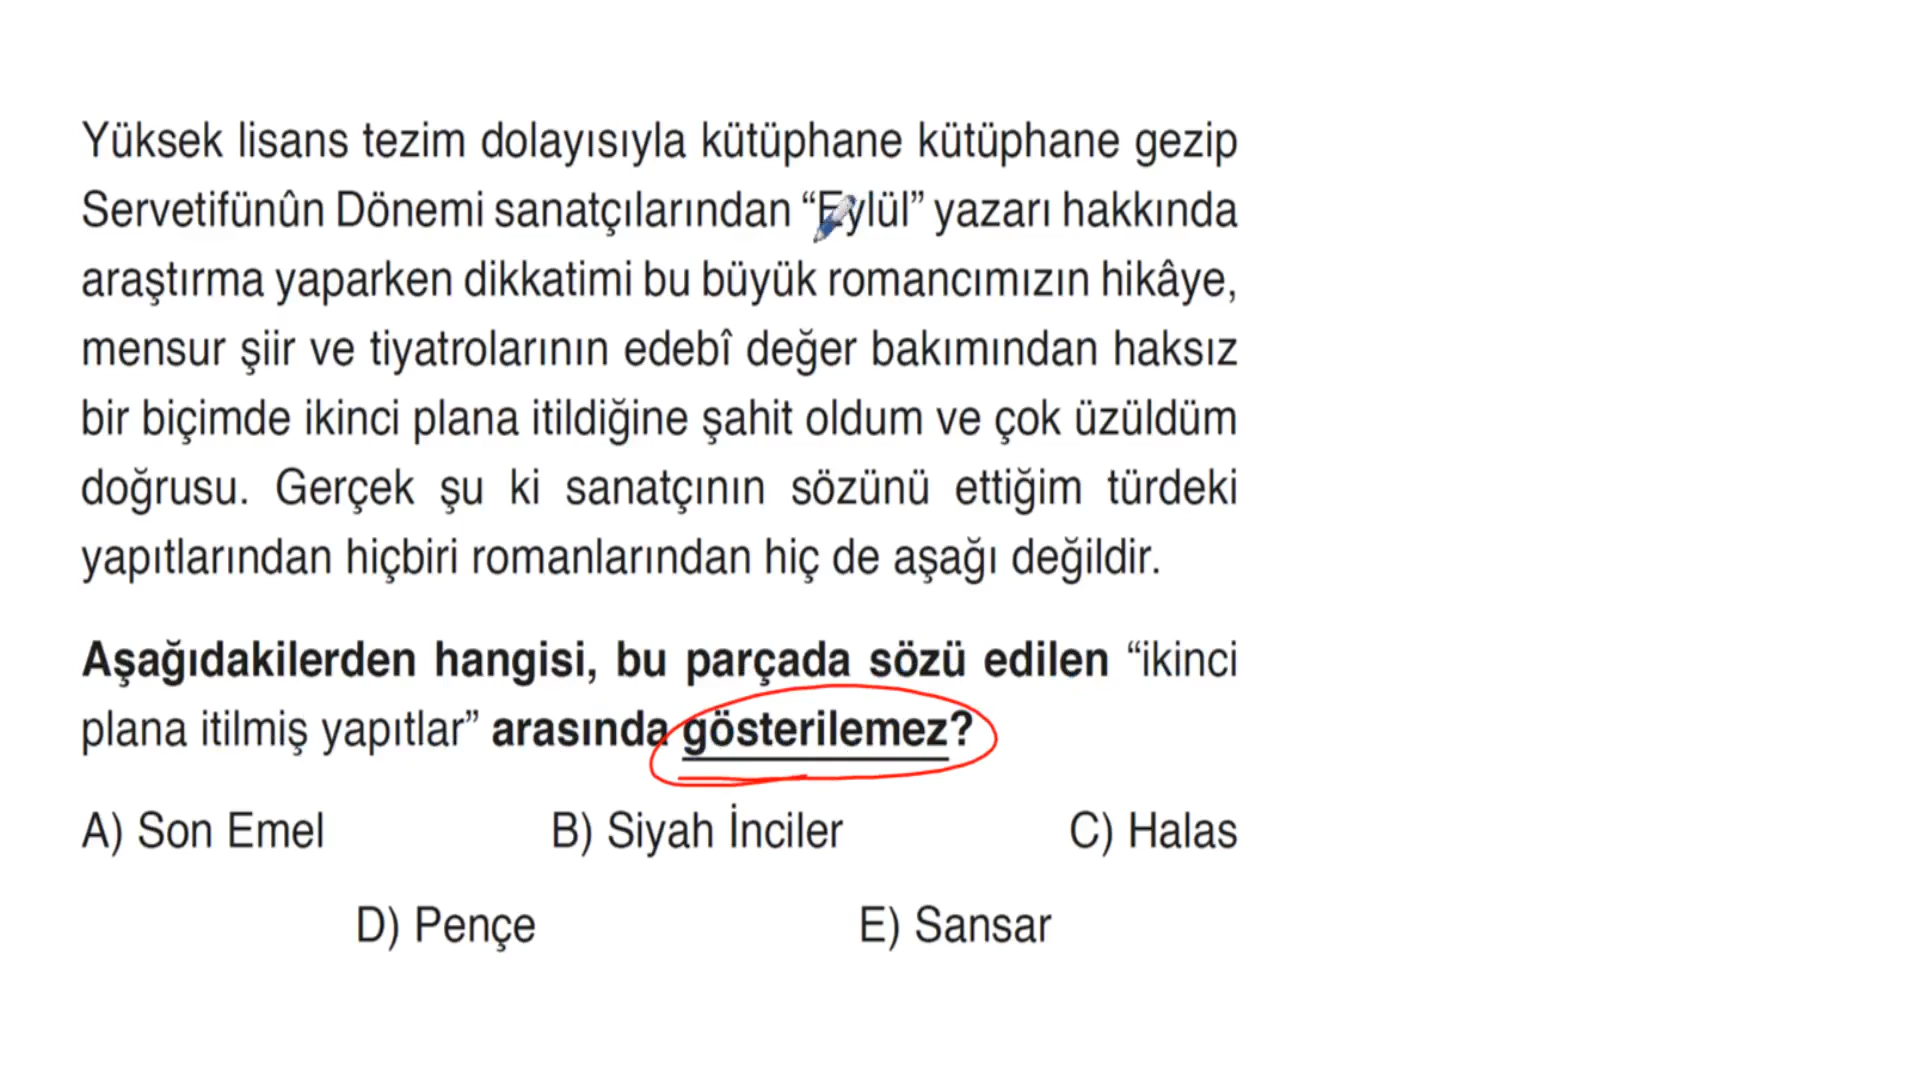 Yüksek lisans tezim dolayısıyla kütüphane kütüphane gezip
Servetifünûn Dönemi sanatçılarından “Eylül” yazarı hakkında
araştırma yaparken dikkatimi bu büyük romancımızın hikâye,
mensur şiir ve tiyatrolarının edebî değer bakımından haksız
bir biçimde ikinci plana itildiğine şahit oldum ve çok üzüldüm
doğrusu. Gerçek şu ki sanatçının sözünü ettiğim türdeki
yapıtlarından hiçbiri romanlarından hiç de aşağı değildir.
Aşağıdakilerden hangisi, bu parçada sözü edilen “ikinci
plana itilmiş yapıtlar” arasında gösterilemez?
A) Son Emel B) Siyah İnciler C) Halas
D) Pençe E) Sansar